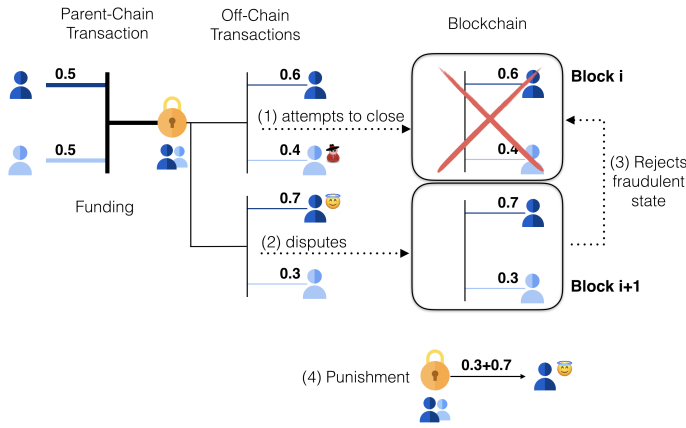 Parent-Chain
Transaction
Off-Chain
Transactions
Blockchain
0.5
0.6
0.6
Block i
(1) attempts to close
0.5
0.4
0.4
(3) Rejects
fraudulent
state
Funding
0.7
0.7
(2) disputes
0.3
0.3
Block i+1
(4) Punishment
0.3+0.7